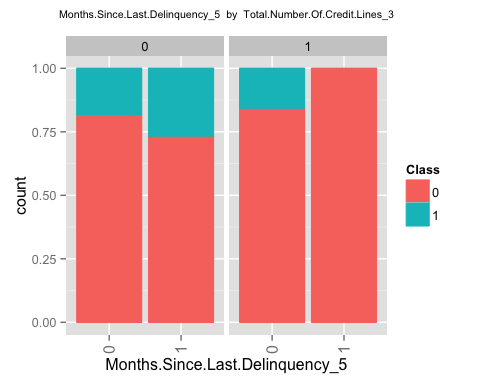 Months.Since.Last.Delinquency_5 by Total.Number.Of.Credit.Lines_3
0 1
1.00
0.75
0.50
0.25
0.00
count
0 1 0 1
Months.Since.Last.Delinquency_5
Class
0
1